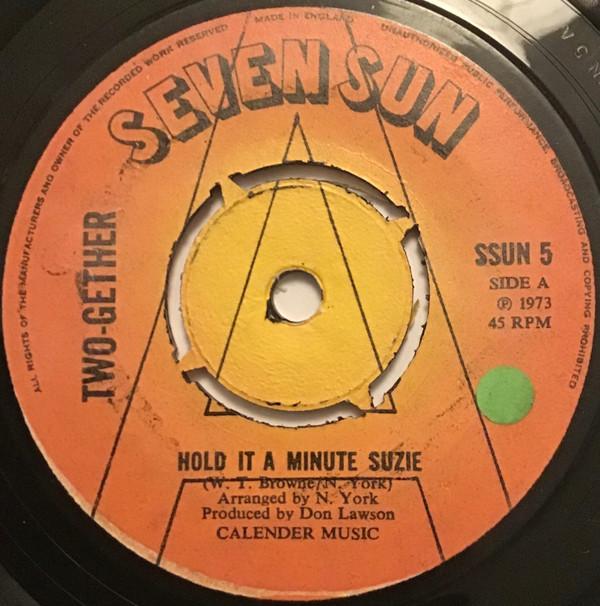 MADE IN ENGLAND
ALL RIGHTS OF THE MANUFACTURERS AND OWNER OF THE RECORDED WORK RESERVED
UNAUTHORISED PUBLIC PERFORMANCE, BROADCASTING AND COPYING PROHIBITED
SEVEN SUN
A
TWO-GETHER
SSUN 5
SIDE A
℗ 1973
45 RPM
HOLD IT A MINUTE SUZIE
(W. T. Browne/N. York)
Arranged by N. York
Produced by Don Lawson
CALENDER MUSIC